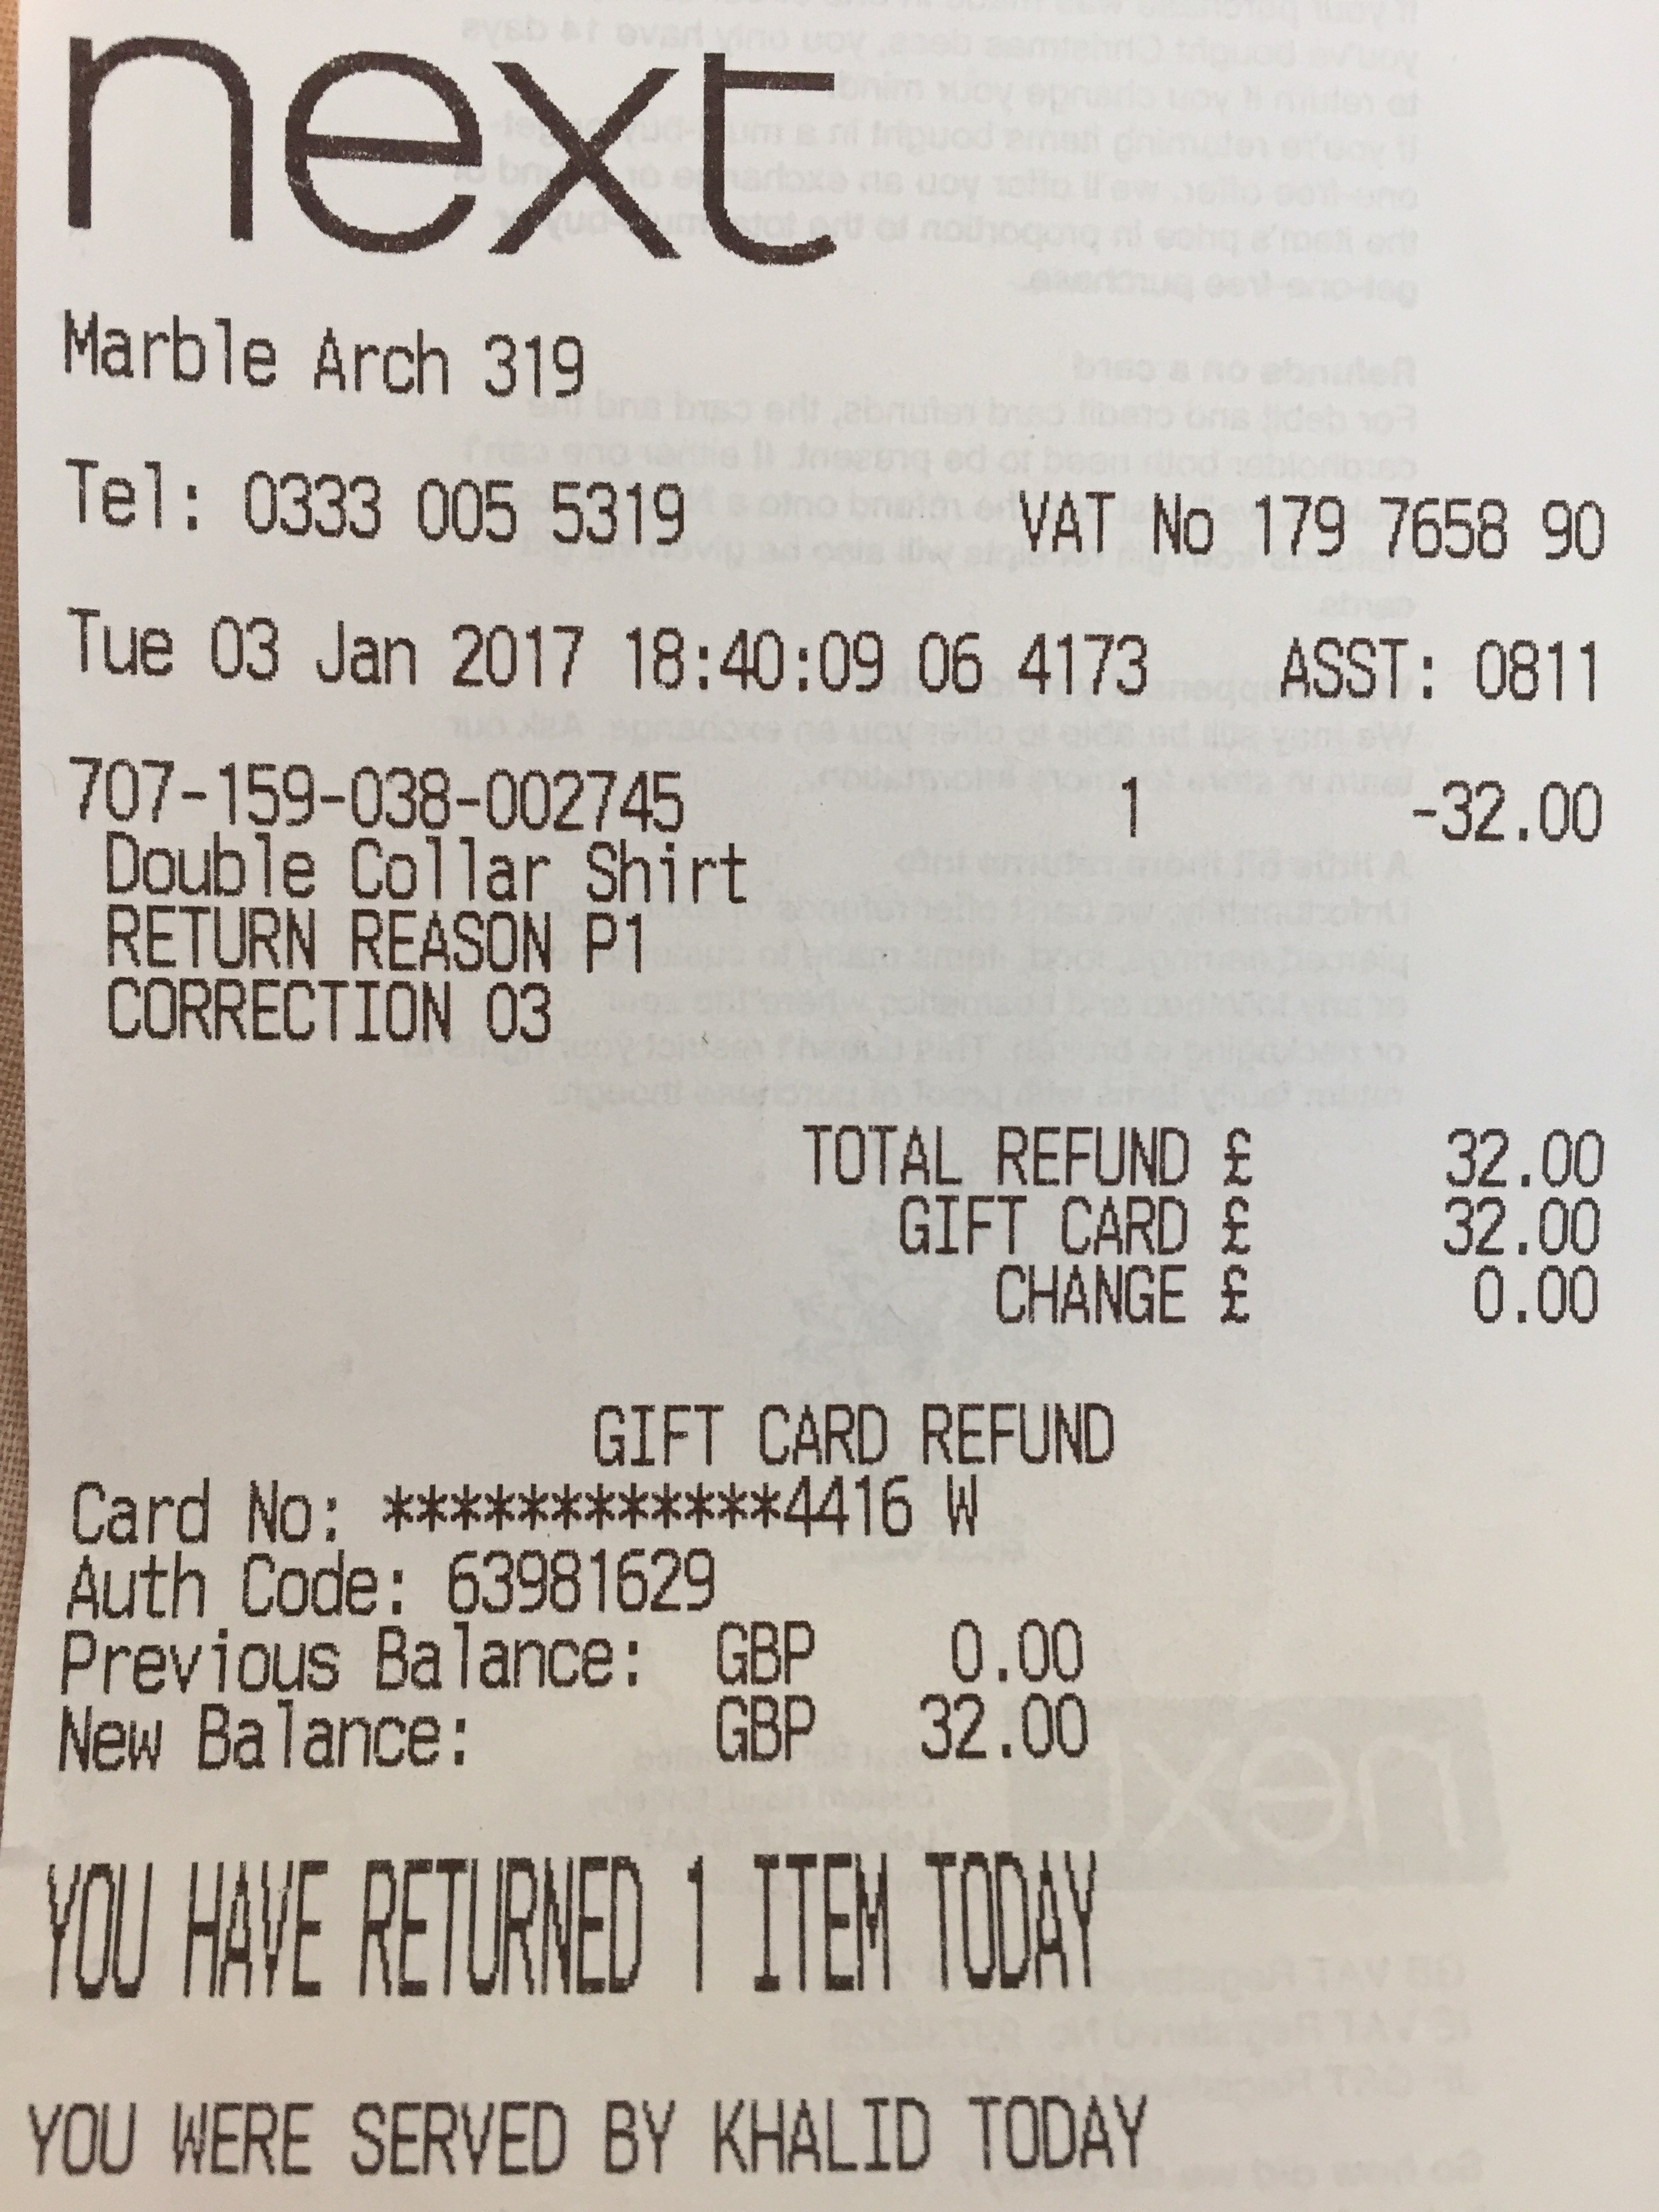 next
Marble Arch 319
Tel: 0333 005 5319 VAT No 179 7658 90
Tue 03 Jan 2017 18:40:09 06 4173 ASST: 0811
707-159-038-002745 1 -32.00
Double Collar Shirt
RETURN REASON P1
CORRECTION 03
TOTAL REFUND £ 32.00
GIFT CARD £ 32.00
CHANGE £ 0.00
GIFT CARD REFUND
Card No: ************4416 W
Auth Code: 63981629
Previous Balance: GBP 0.00
New Balance: GBP 32.00
YOU HAVE RETURNED 1 ITEM TODAY
YOU WERE SERVED BY KHALID TODAY